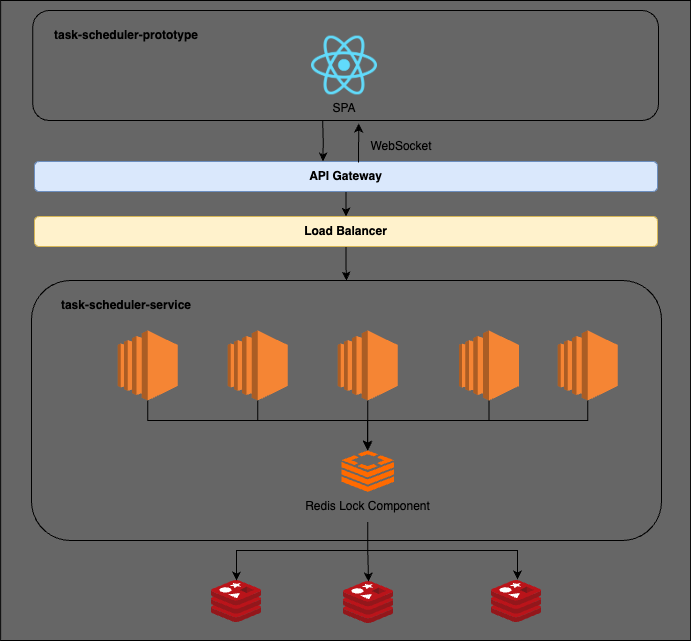 task-scheduler-prototype
SPA
WebSocket
API Gateway
Load Balancer
task-scheduler-service
Redis Lock Component